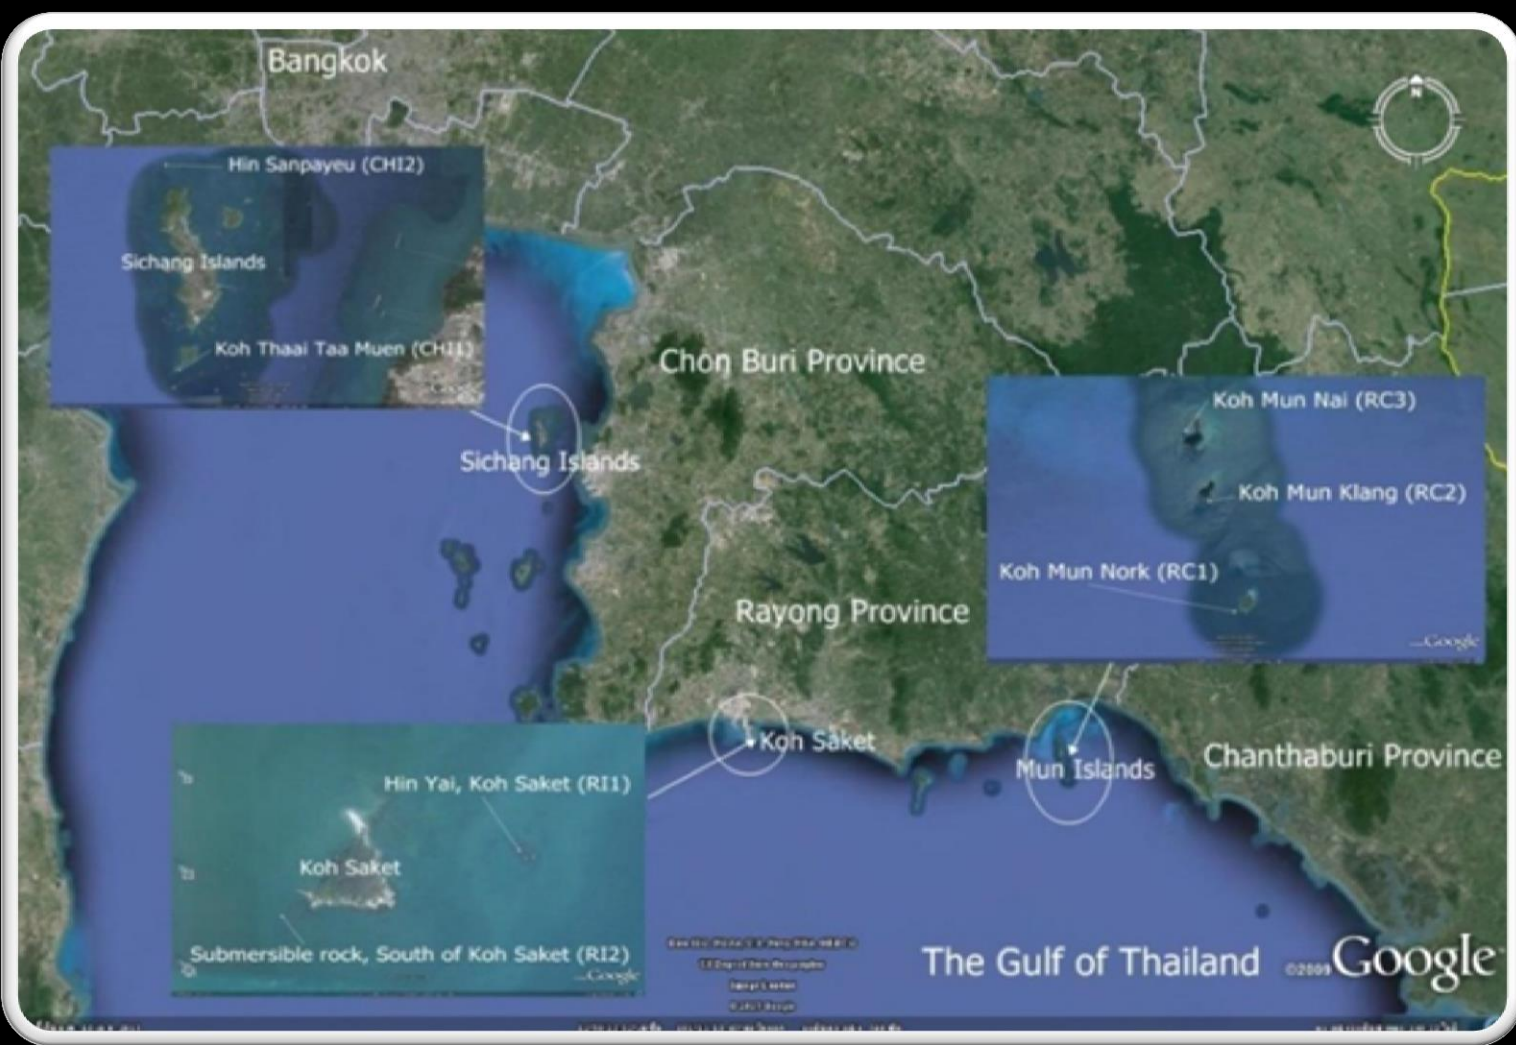 Bangkok
N
Hin Sanpayeu (CHI2)
Sichang Islands
Koh Thaai Taa Muen (CHI1)
Chon Buri Province
Koh Mun Nai (RC3)
Sichang Islands
Koh Mun Klang (RC2)
Koh Mun Nork (RC1)
Rayong Province
Google
Koh Saket
Mun Islands
Chanthaburi Province
Hin Yai, Koh Saket (RI1)
Koh Saket
Submersible rock, South of Koh Saket (RI2)
Google
The Gulf of Thailand
©2009 Google